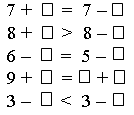 7 + □ = 7 – □
8 + □ > 8 – □
6 – □ = 5 – □
9 + □ = □ + □
3 – □ < 3 – □